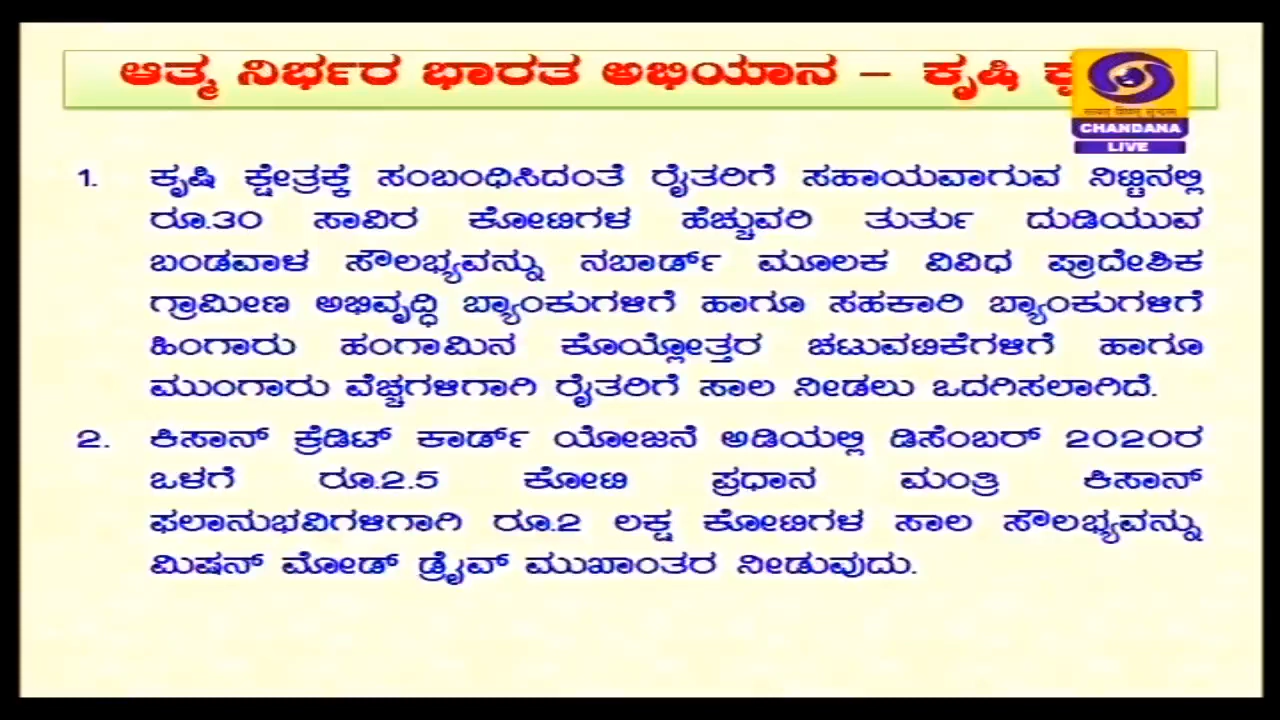 ಆತ್ಮ ನಿರ್ಭರ ಭಾರತ ಅಭಿಯಾನ – ಕೃಷಿ
CHANDANA
LIVE
1. ಕೃಷಿ ಕ್ಷೇತ್ರಕ್ಕೆ ಸಂಬಂಧಿಸಿದಂತೆ ರೈತರಿಗೆ ಸಹಾಯವಾಗುವ ನಿಟ್ಟಿನಲ್ಲಿ
ರೂ.30 ಸಾವಿರ ಕೋಟಿಗಳ ಹೆಚ್ಚುವರಿ ತುರ್ತು ದುಡಿಯುವ
ಬಂಡವಾಳ ಸೌಲಭ್ಯವನ್ನು ನಬಾರ್ಡ್ ಮೂಲಕ ವಿವಿಧ ಪ್ರಾದೇಶಿಕ
ಗ್ರಾಮೀಣ ಅಭಿವೃದ್ಧಿ ಬ್ಯಾಂಕುಗಳಿಗೆ ಹಾಗೂ ಸಹಕಾರಿ ಬ್ಯಾಂಕುಗಳಿಗೆ
ಹಿಂಗಾರು ಹಂಗಾಮಿನ ಕೊಯ್ಲೋತ್ತರ ಚಟುವಟಿಕೆಗಳಿಗೆ ಹಾಗೂ
ಮುಂಗಾರು ವೆಚ್ಚಗಳಿಗಾಗಿ ರೈತರಿಗೆ ಸಾಲ ನೀಡಲು ಒದಗಿಸಲಾಗಿದೆ.
2. ಕಿಸಾನ್ ಕ್ರೆಡಿಟ್ ಕಾರ್ಡ್ ಯೋಜನೆ ಅಡಿಯಲ್ಲಿ ಡಿಸೆಂಬರ್ 2020ರ
ಒಳಗೆ ರೂ.2.5 ಕೋಟಿ ಪ್ರಧಾನ ಮಂತ್ರಿ ಕಿಸಾನ್
ಫಲಾನುಭವಿಗಳಿಗಾಗಿ ರೂ.2 ಲಕ್ಷ ಕೋಟಿಗಳ ಸಾಲ ಸೌಲಭ್ಯವನ್ನು
ಮಿಷನ್ ಮೋಡ್ ಡ್ರೈವ್ ಮುಖಾಂತರ ನೀಡುವುದು.